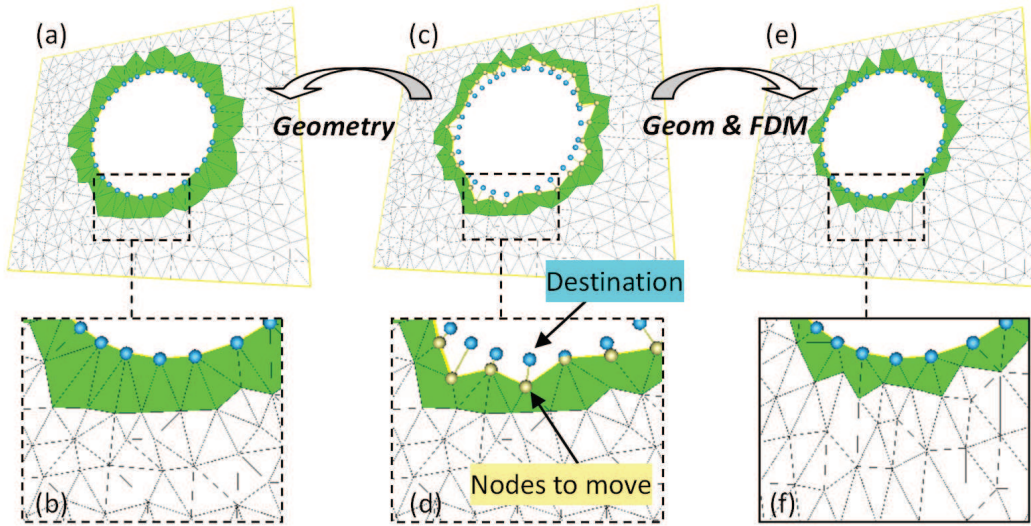 (a)
(c)
(e)
Geometry
Geom & FDM
Destination
Nodes to move
(b)
(d)
(f)